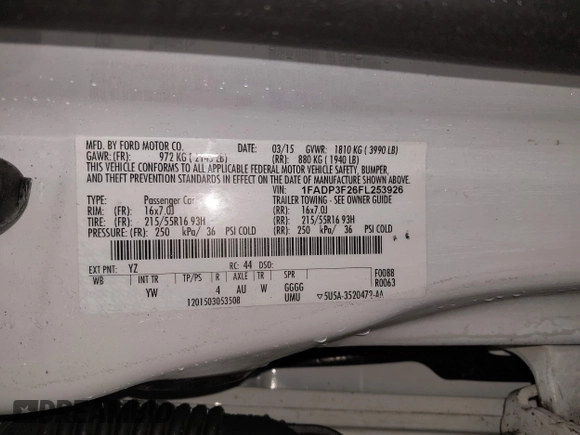 MFD. BY FORD MOTOR CO. DATE: 03/15 GVWR: 1810 KG ( 3990 LB)
GAWR: (FR): 972 KG ( 2143 LB) (RR): 880 KG ( 1940 LB)
THIS VEHICLE CONFORMS TO ALL APPLICABLE FEDERAL MOTOR VEHICLE SAFETY, BUMPER,
AND THEFT PREVENTION STANDARDS IN EFFECT ON THE DATE OF MANUFACTURE SHOWN ABOVE.
VIN: 1FADP3F26FL253926
TYPE: Passenger Car TRAILER TOWING - SEE OWNER GUIDE
RIM: (FR): 16x7.0J (RR): 16x7.0J
TIRE: (FR): 215/55R16 93H (RR): 215/55R16 93H
PRESSURE: (FR): 250 kPa/ 36 PSI COLD (RR): 250 kPa/ 36 PSI COLD
EXT PNT: YZ RC: 44 DSO: F0088
WB INT TR TP/PS R AXLE TR SPR R0063
YW 4 AU W GGGG
1201503053508 UMU 5U5A-3520472-AA